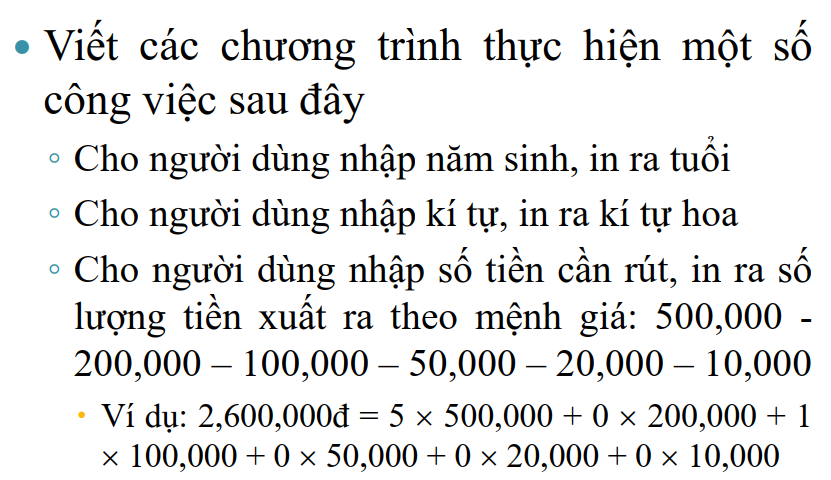 • Viết các chương trình thực hiện một số
công việc sau đây
◦ Cho người dùng nhập năm sinh, in ra tuổi
◦ Cho người dùng nhập kí tự, in ra kí tự hoa
◦ Cho người dùng nhập số tiền cần rút, in ra số
lượng tiền xuất ra theo mệnh giá: 500,000 -
200,000 – 100,000 – 50,000 – 20,000 – 10,000
• Ví dụ: 2,600,000đ = 5 × 500,000 + 0 × 200,000 + 1
× 100,000 + 0 × 50,000 + 0 × 20,000 + 0 × 10,000